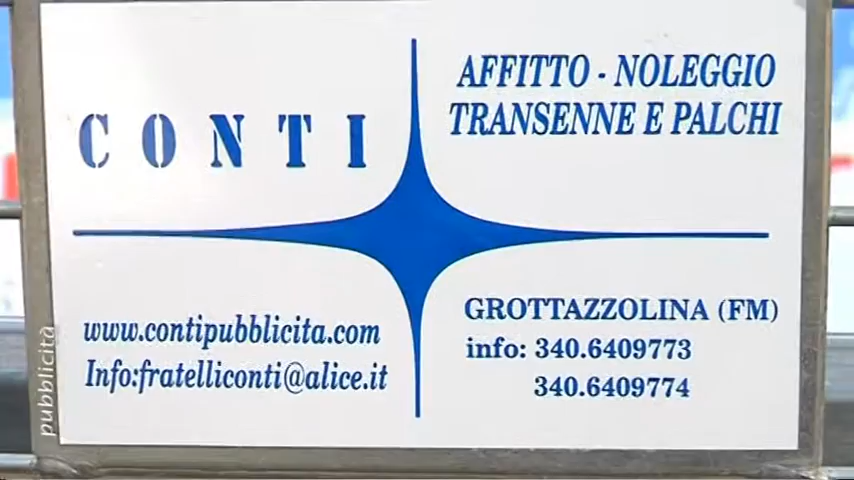 CONTI
AFFITTO - NOLEGGIO
TRANSENNE E PALCHI
www.contipubblicita.com
Info:fratelliconti@alice.it
GROTTAZZOLINA (FM)
info: 340.6409773
340.6409774
pubblicita